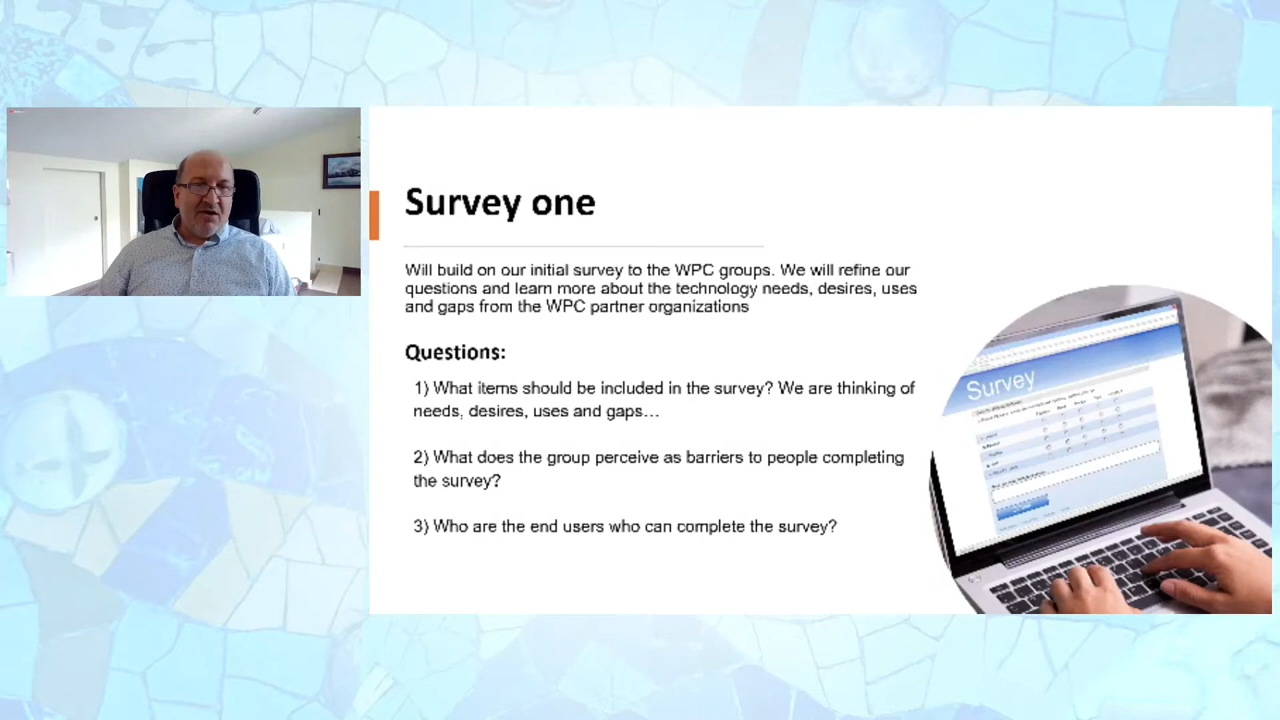 Survey one
Will build on our initial survey to the WPC groups. We will refine our
questions and learn more about the technology needs, desires, uses
and gaps from the WPC partner organizations
Questions:
1) What items should be included in the survey? We are thinking of
needs, desires, uses and gaps...
2) What does the group perceive as barriers to people completing
the survey?
3) Who are the end users who can complete the survey?
Survey